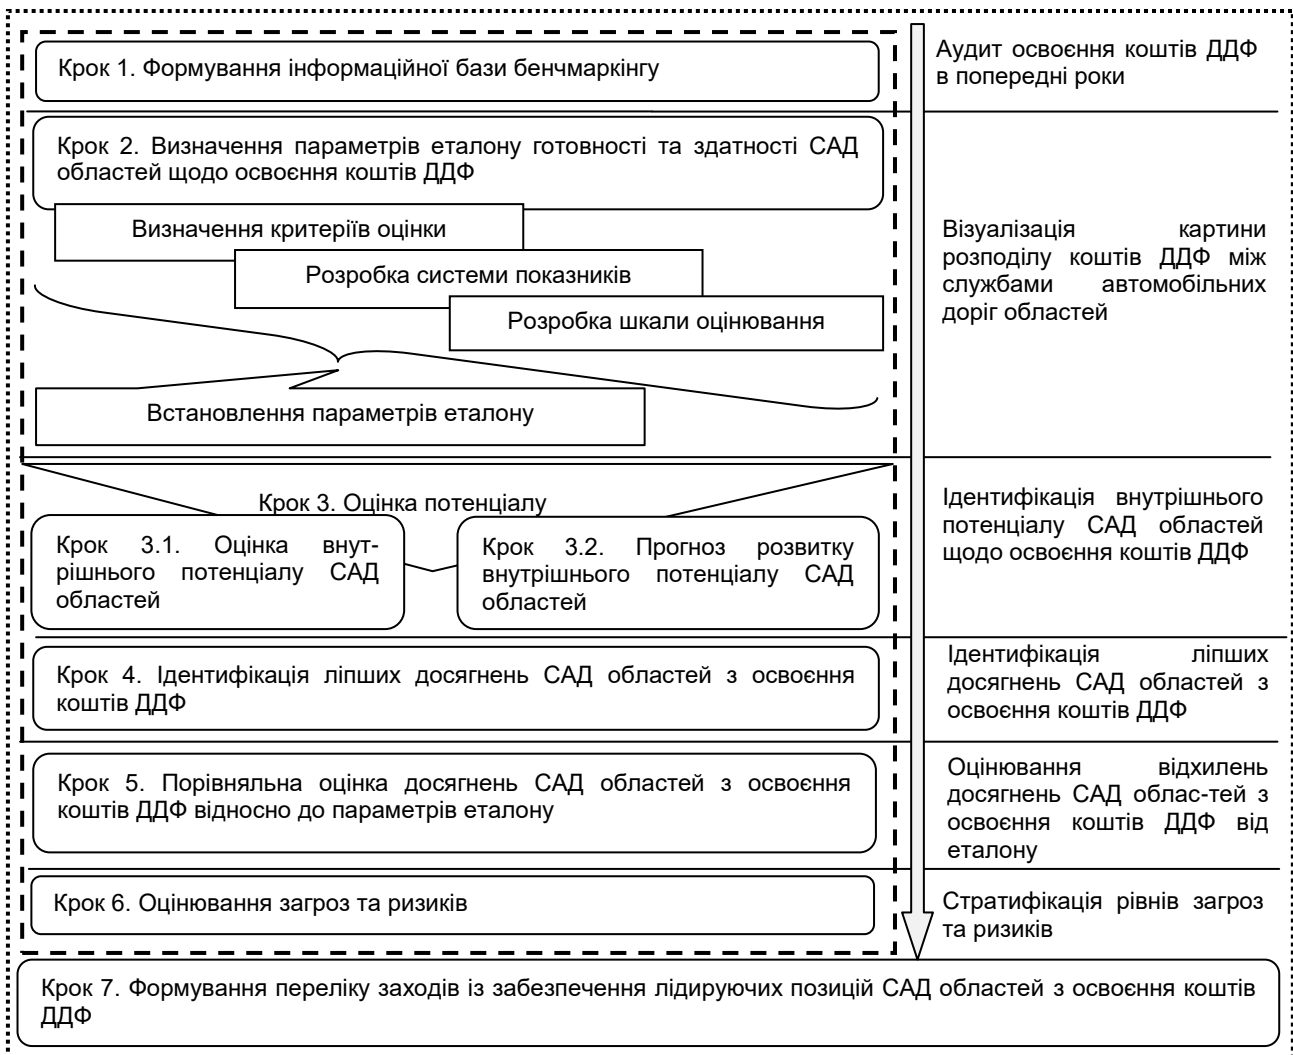 Крок 1. Формування інформаційної бази бенчмаркінгу
Аудит освоєння коштів ДДФ
в попередні роки
Крок 2. Визначення параметрів еталону готовності та здатності САД
областей щодо освоєння коштів ДДФ
Визначення критеріїв оцінки
Розробка системи показників
Розробка шкали оцінювання
Встановлення параметрів еталону
Візуалізація картини
розподілу коштів ДДФ між
службами автомобільних
доріг областей
Крок 3. Оцінка потенціалу
Крок 3.1. Оцінка внут-
рішнього потенціалу САД
областей
Крок 3.2. Прогноз розвитку
внутрішнього потенціалу САД
областей
Ідентифікація внутрішнього
потенціалу САД областей
щодо освоєння коштів ДДФ
Крок 4. Ідентифікація ліпших досягнень САД областей з освоєння
коштів ДДФ
Ідентифікація ліпших
досягнень САД областей з
освоєння коштів ДДФ
Крок 5. Порівняльна оцінка досягнень САД областей з освоєння
коштів ДДФ відносно до параметрів еталону
Оцінювання відхилень
досягнень САД облас-тей з
освоєння коштів ДДФ від
еталону
Крок 6. Оцінювання загроз та ризиків
Стратифікація рівнів загроз
та ризиків
Крок 7. Формування переліку заходів із забезпечення лідируючих позицій САД областей з освоєння коштів
ДДФ